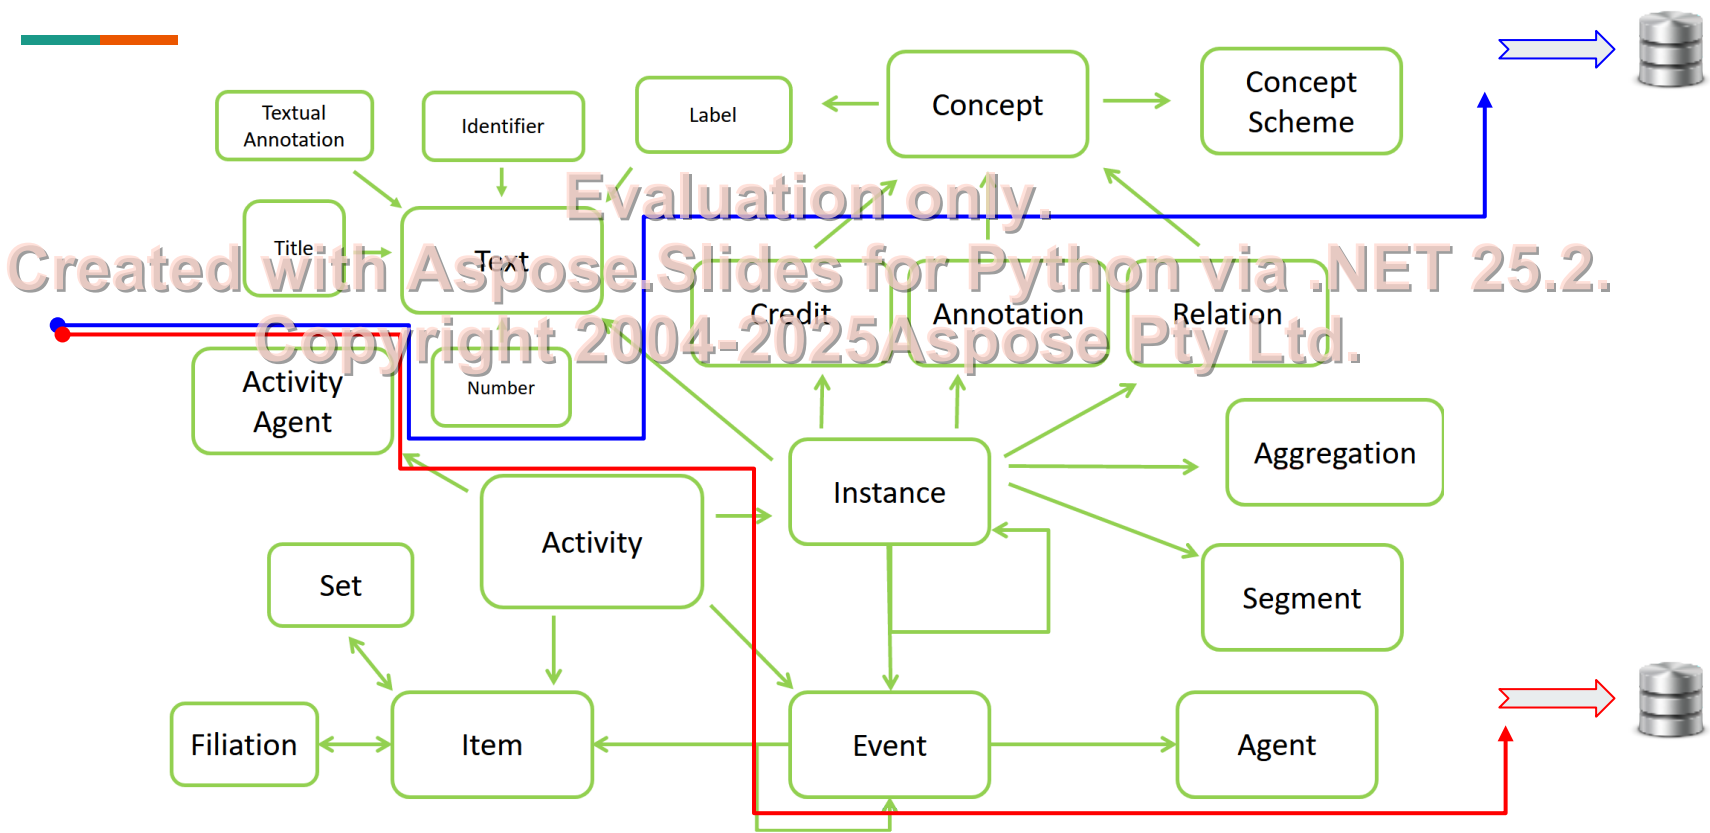 Concept
Scheme
Concept
Label
Textual
Annotation
Identifier
Evaluation only.
Title
Text
Created with Aspose.Slides for Python via .NET 25.2.
Credit
Annotation
Relation
Copyright 2004-2025Aspose Pty Ltd.
Activity
Agent
Number
Aggregation
Instance
Activity
Set
Segment
Filiation
Item
Event
Agent